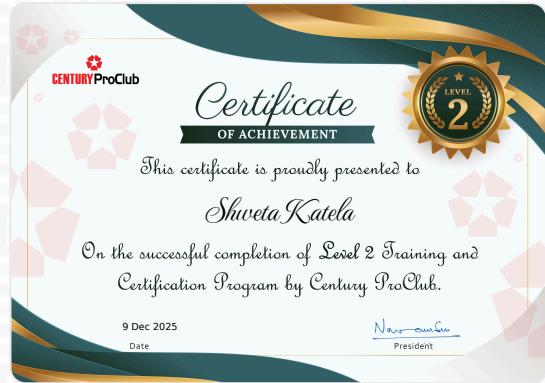 CENTURY ProClub
LEVEL
2
Certificate
OF ACHIEVEMENT
This certificate is proudly presented to
Shweta Katela
On the successful completion of Level 2 Training and
Certification Program by Century ProClub.
9 Dec 2025
Date
President